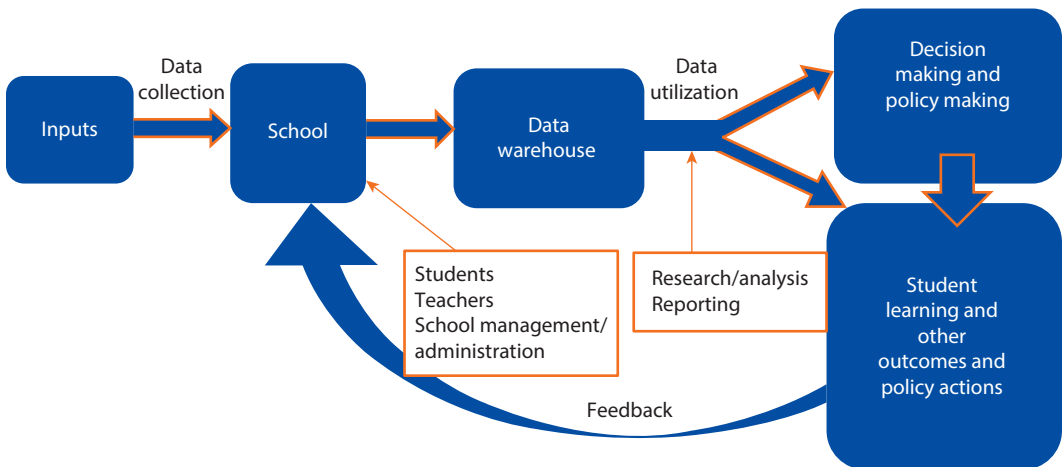 Inputs
Data
collection
School
Data
warehouse
Data
utilization
Decision
making and
policy making
Students
Teachers
School management/
administration
Research/analysis
Reporting
Student
learning and
other
outcomes and
policy actions
Feedback